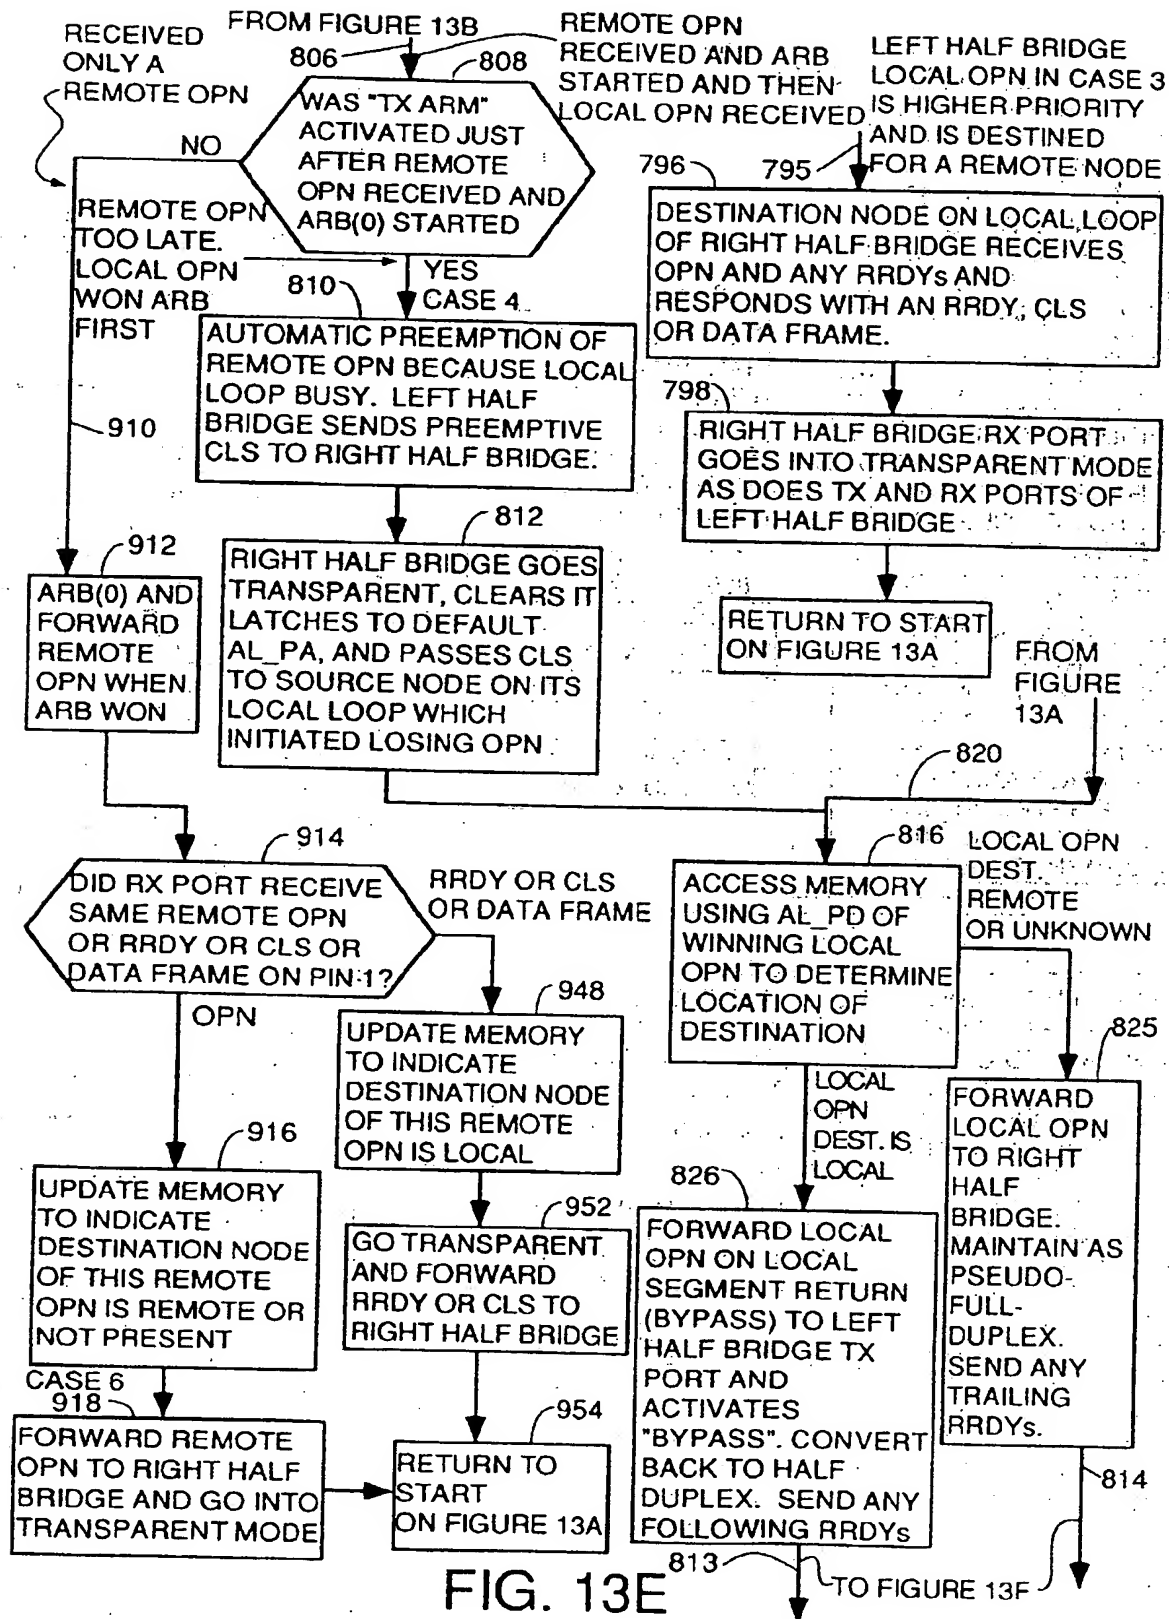 FROM FIGURE 13B
806
808
RECEIVED
ONLY A
REMOTE OPN
REMOTE OPN
RECEIVED AND ARB
STARTED AND THEN
LOCAL OPN RECEIVED
WAS "TX ARM"
ACTIVATED JUST
AFTER REMOTE
OPN RECEIVED AND
ARB(0) STARTED
NO
REMOTE OPN
TOO LATE.
LOCAL OPN
WON ARB
FIRST
YES
CASE 4
810
AUTOMATIC PREEMPTION OF
REMOTE OPN BECAUSE LOCAL
LOOP BUSY. LEFT HALF
BRIDGE SENDS PREEMPTIVE
CLS TO RIGHT HALF BRIDGE.
910
812
RIGHT HALF BRIDGE GOES
TRANSPARENT, CLEARS IT
LATCHES TO DEFAULT
AL_PA, AND PASSES CLS
TO SOURCE NODE ON ITS
LOCAL LOOP WHICH
INITIATED LOSING OPN
912
ARB(0) AND
FORWARD
REMOTE
OPN WHEN
ARB WON
LEFT HALF BRIDGE
LOCAL OPN IN CASE 3
IS HIGHER PRIORITY
AND IS DESTINED
FOR A REMOTE NODE
795
796
DESTINATION NODE ON LOCAL LOOP
OF RIGHT HALF BRIDGE RECEIVES
OPN AND ANY RRDYs AND
RESPONDS WITH AN RRDY, CLS
OR DATA FRAME.
798
RIGHT HALF BRIDGE RX PORT
GOES INTO TRANSPARENT MODE
AS DOES TX AND RX PORTS OF
LEFT HALF BRIDGE
RETURN TO START
ON FIGURE 13A
FROM
FIGURE
13A
820
816
ACCESS MEMORY
USING AL_PD OF
WINNING LOCAL
OPN TO DETERMINE
LOCATION OF
DESTINATION
LOCAL OPN
DEST.
REMOTE
OR UNKNOWN
914
DID RX PORT RECEIVE
SAME REMOTE OPN
OR RRDY OR CLS OR
DATA FRAME ON PIN 1?
RRDY OR CLS
OR DATA FRAME
OPN
948
UPDATE MEMORY
TO INDICATE
DESTINATION NODE
OF THIS REMOTE
OPN IS LOCAL
916
UPDATE MEMORY
TO INDICATE
DESTINATION NODE
OF THIS REMOTE
OPN IS REMOTE OR
NOT PRESENT
952
GO TRANSPARENT
AND FORWARD
RRDY OR CLS TO
RIGHT HALF BRIDGE
CASE 6
918
FORWARD REMOTE
OPN TO RIGHT HALF
BRIDGE AND GO INTO
TRANSPARENT MODE
954
RETURN TO
START
ON FIGURE 13A
LOCAL
OPN
DEST. IS
LOCAL
826
FORWARD LOCAL
OPN ON LOCAL
SEGMENT RETURN
(BYPASS) TO LEFT
HALF BRIDGE TX
PORT AND
ACTIVATES
"BYPASS". CONVERT
BACK TO HALF
DUPLEX. SEND ANY
FOLLOWING RRDYs
825
FORWARD
LOCAL OPN
TO RIGHT
HALF
BRIDGE.
MAINTAIN AS
PSEUDO-
FULL-
DUPLEX.
SEND ANY
TRAILING
RRDYs.
814
813
TO FIGURE 13F
FIG. 13E